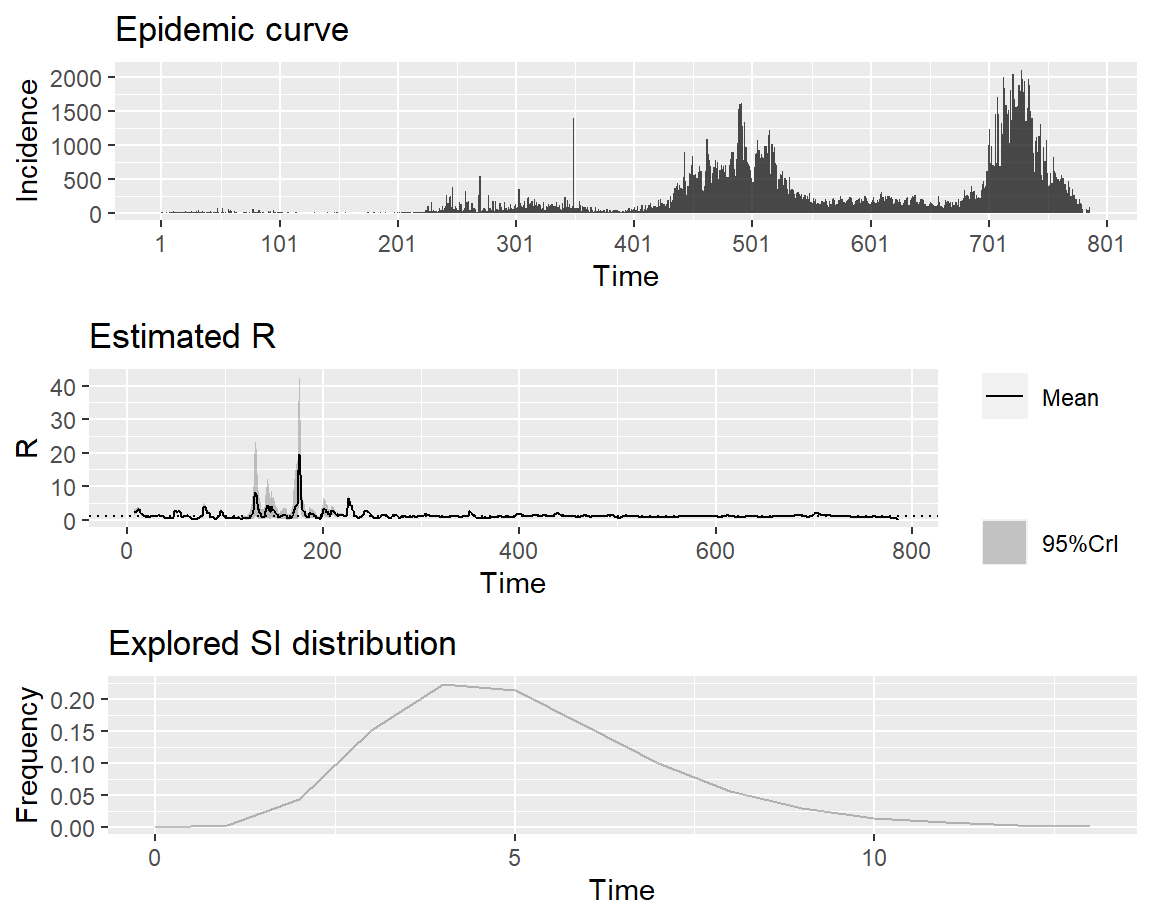 Epidemic curve
Incidence
2000
1500
1000
500
0
1 101 201 301 401 501 601 701 801
Time
Estimated R
R
40
30
20
10
0
0 200 400 600 800
Time
Mean
95%CrI
Explored SI distribution
Frequency
0.20
0.15
0.10
0.05
0.00
0 5 10
Time